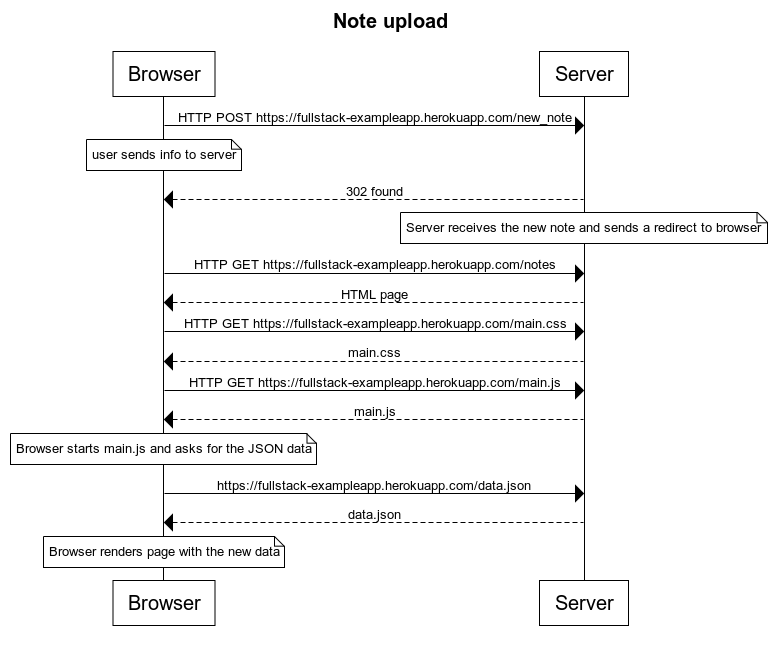 Note upload
Browser
Server
HTTP POST https://fullstack-exampleapp.herokuapp.com/new_note
user sends info to server
302 found
Server receives the new note and sends a redirect to browser
HTTP GET https://fullstack-exampleapp.herokuapp.com/notes
HTML page
HTTP GET https://fullstack-exampleapp.herokuapp.com/main.css
main.css
HTTP GET https://fullstack-exampleapp.herokuapp.com/main.js
main.js
Browser starts main.js and asks for the JSON data
https://fullstack-exampleapp.herokuapp.com/data.json
data.json
Browser renders page with the new data
Browser
Server